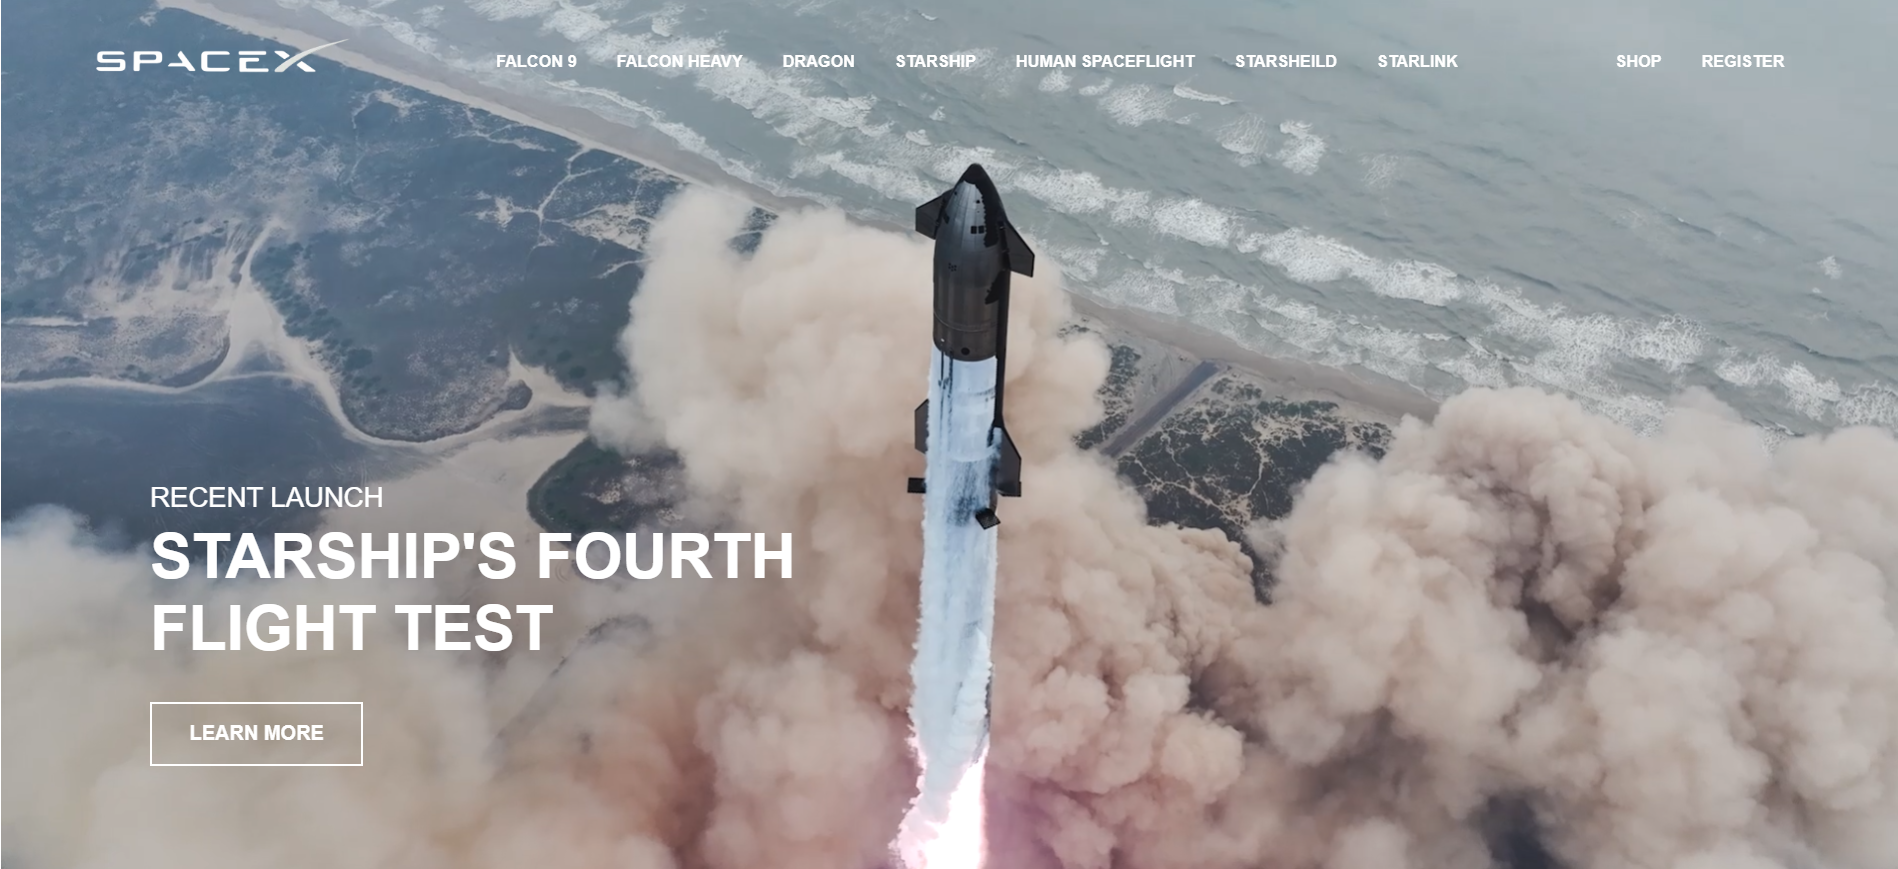 SPACEX
FALCON 9 FALCON HEAVY DRAGON STARSHIP HUMAN SPACEFLIGHT STARSHEILD STARLINK SHOP REGISTER
RECENT LAUNCH
STARSHIP'S FOURTH
FLIGHT TEST
LEARN MORE